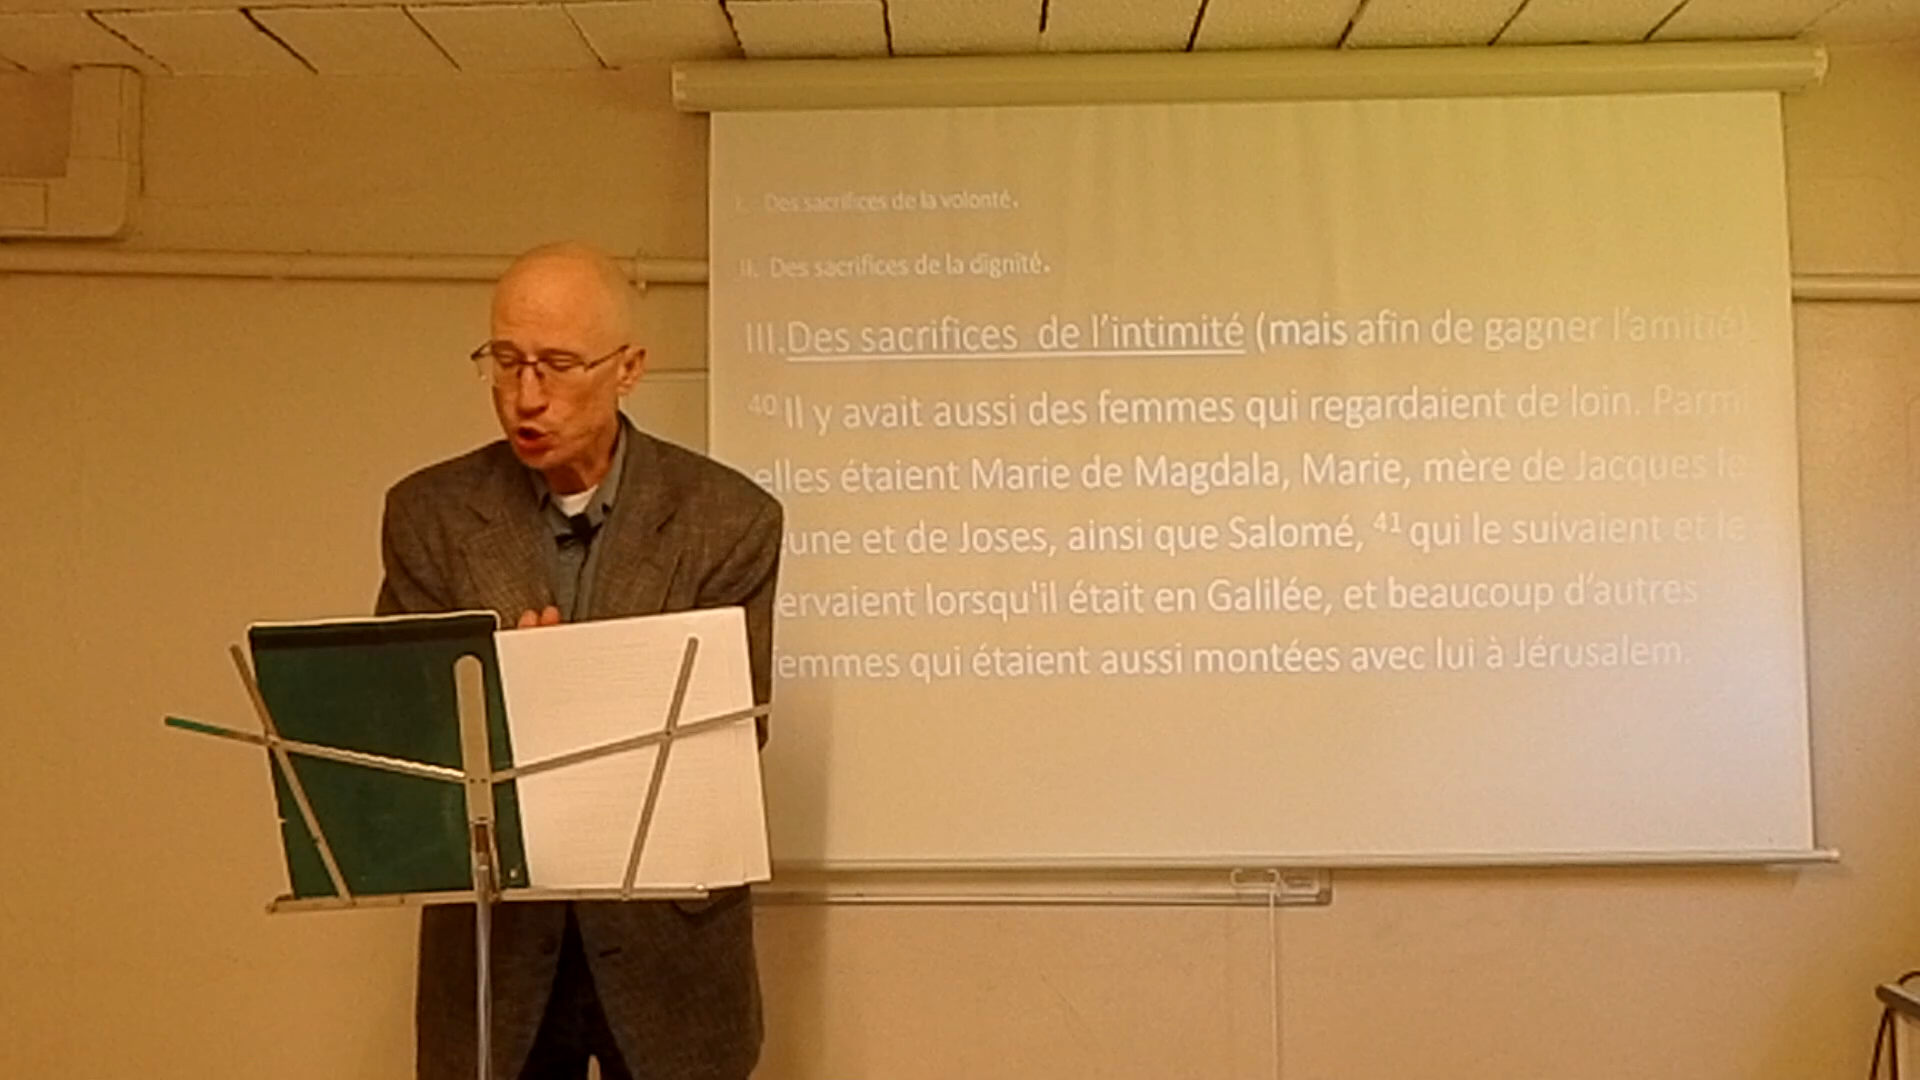 I. Des sacrifices de la volonté.
II. Des sacrifices de la dignité.
III. Des sacrifices de l'intimité (mais afin de gagner l'amitié)
40 Il y avait aussi des femmes qui regardaient de loin. Parmi
elles étaient Marie de Magdala, Marie, mère de Jacques le
une et de Joses, ainsi que Salomé, 41 qui le suivaient et le
ervaient lorsqu'il était en Galilée, et beaucoup d'autres
emmes qui étaient aussi montées avec lui à Jérusalem.